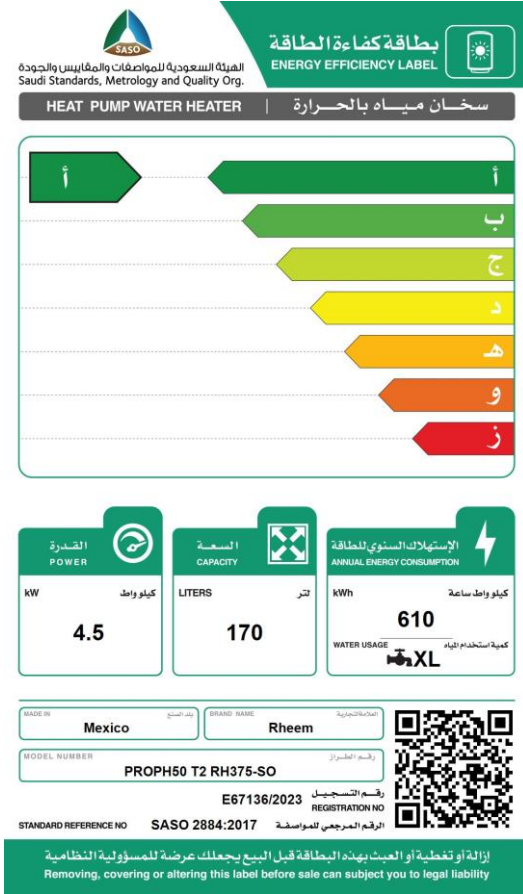 SASO
الهيئة السعودية للمواصفات والمقاييس والجودة
Saudi Standards, Metrology and Quality Org.
بطاقة كفاءة الطاقة
ENERGY EFFICIENCY LABEL
HEAT PUMP WATER HEATER | سخان مياه بالحرارة
أ أ
ب
ج
د
هـ
و
ز
القدرة
POWER
kW كيلو واط
4.5
السعة
CAPACITY
LITERS لتر
170
الإستهلاك السنوي للطاقة
ANNUAL ENERGY CONSUMPTION
kWh كيلو واط ساعة
610
WATER USAGE كمية استخدام المياه
XL
MADE IN بلد الصنع
Mexico
BRAND NAME العلامة التجارية
Rheem
MODEL NUMBER رقم الطراز
PROPH50 T2 RH375-SO
E67136/2023 رقم التسجيل
REGISTRATION NO
STANDARD REFERENCE NO SASO 2884:2017 الرقم المرجعي للمواصفة
إزالة أو تغطية أو العبث بهذه البطاقة قبل البيع يجعلك عرضة للمسؤولية النظامية
Removing, covering or altering this label before sale can subject you to legal liability